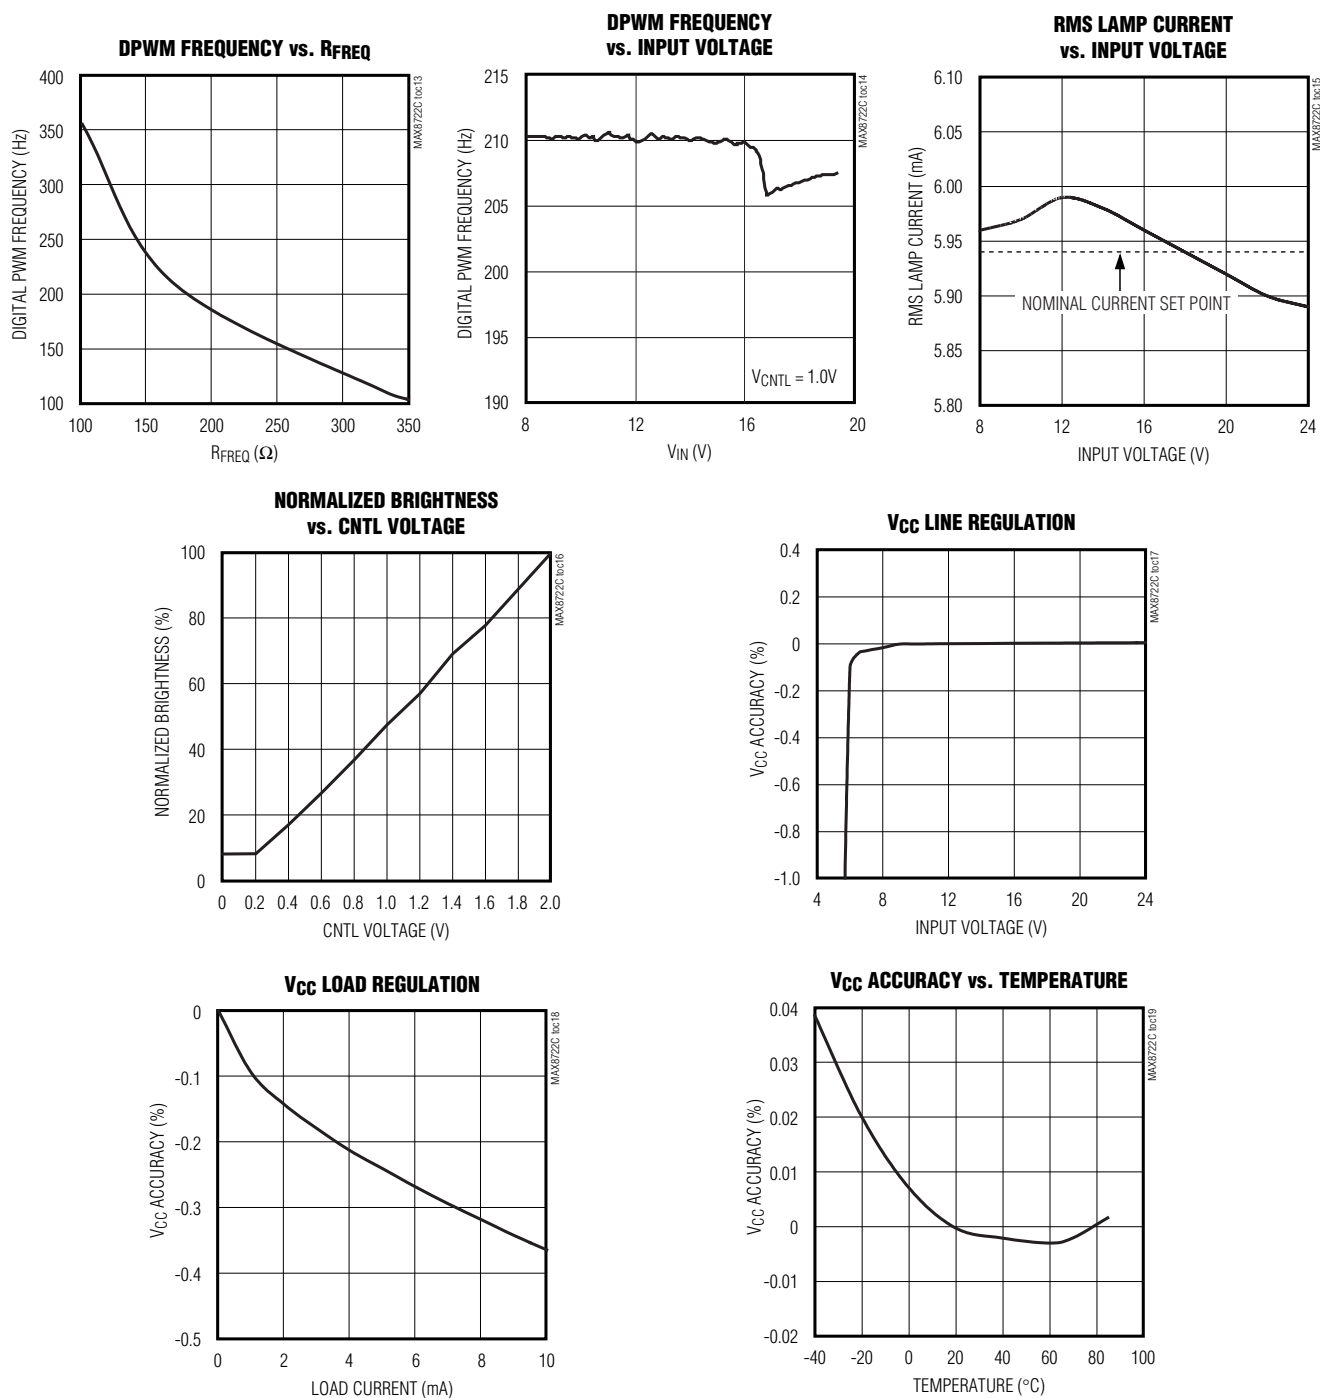 DPWM FREQUENCY vs. RFREQ
400
350
300
250
200
150
100
100 150 200 250 300 350
DIGITAL PWM FREQUENCY (Hz)
RFREQ (Ω)
MAX8722C toc13
DPWM FREQUENCY
vs. INPUT VOLTAGE
215
210
205
200
195
190
8 12 16 20
DIGITAL PWM FREQUENCY (Hz)
VIN (V)
VCNTL = 1.0V
MAX8722C toc14
RMS LAMP CURRENT
vs. INPUT VOLTAGE
6.10
6.05
6.00
5.95
5.90
5.85
5.80
8 12 16 20 24
RMS LAMP CURRENT (mA)
INPUT VOLTAGE (V)
NOMINAL CURRENT SET POINT
MAX8722C toc15
NORMALIZED BRIGHTNESS
vs. CNTL VOLTAGE
100
80
60
40
20
0
0 0.2 0.4 0.6 0.8 1.0 1.2 1.4 1.6 1.8 2.0
NORMALIZED BRIGHTNESS (%)
CNTL VOLTAGE (V)
MAX8722C toc16
VCC LINE REGULATION
0.4
0.2
0
-0.2
-0.4
-0.6
-0.8
-1.0
4 8 12 16 20 24
VCC ACCURACY (%)
INPUT VOLTAGE (V)
MAX8722C toc17
VCC LOAD REGULATION
0
-0.1
-0.2
-0.3
-0.4
-0.5
0 2 4 6 8 10
VCC ACCURACY (%)
LOAD CURRENT (mA)
MAX8722C toc18
VCC ACCURACY vs. TEMPERATURE
0.04
0.03
0.02
0.01
0
-0.01
-0.02
-40 -20 0 20 40 60 80 100
VCC ACCURACY (%)
TEMPERATURE (°C)
MAX8722C toc19